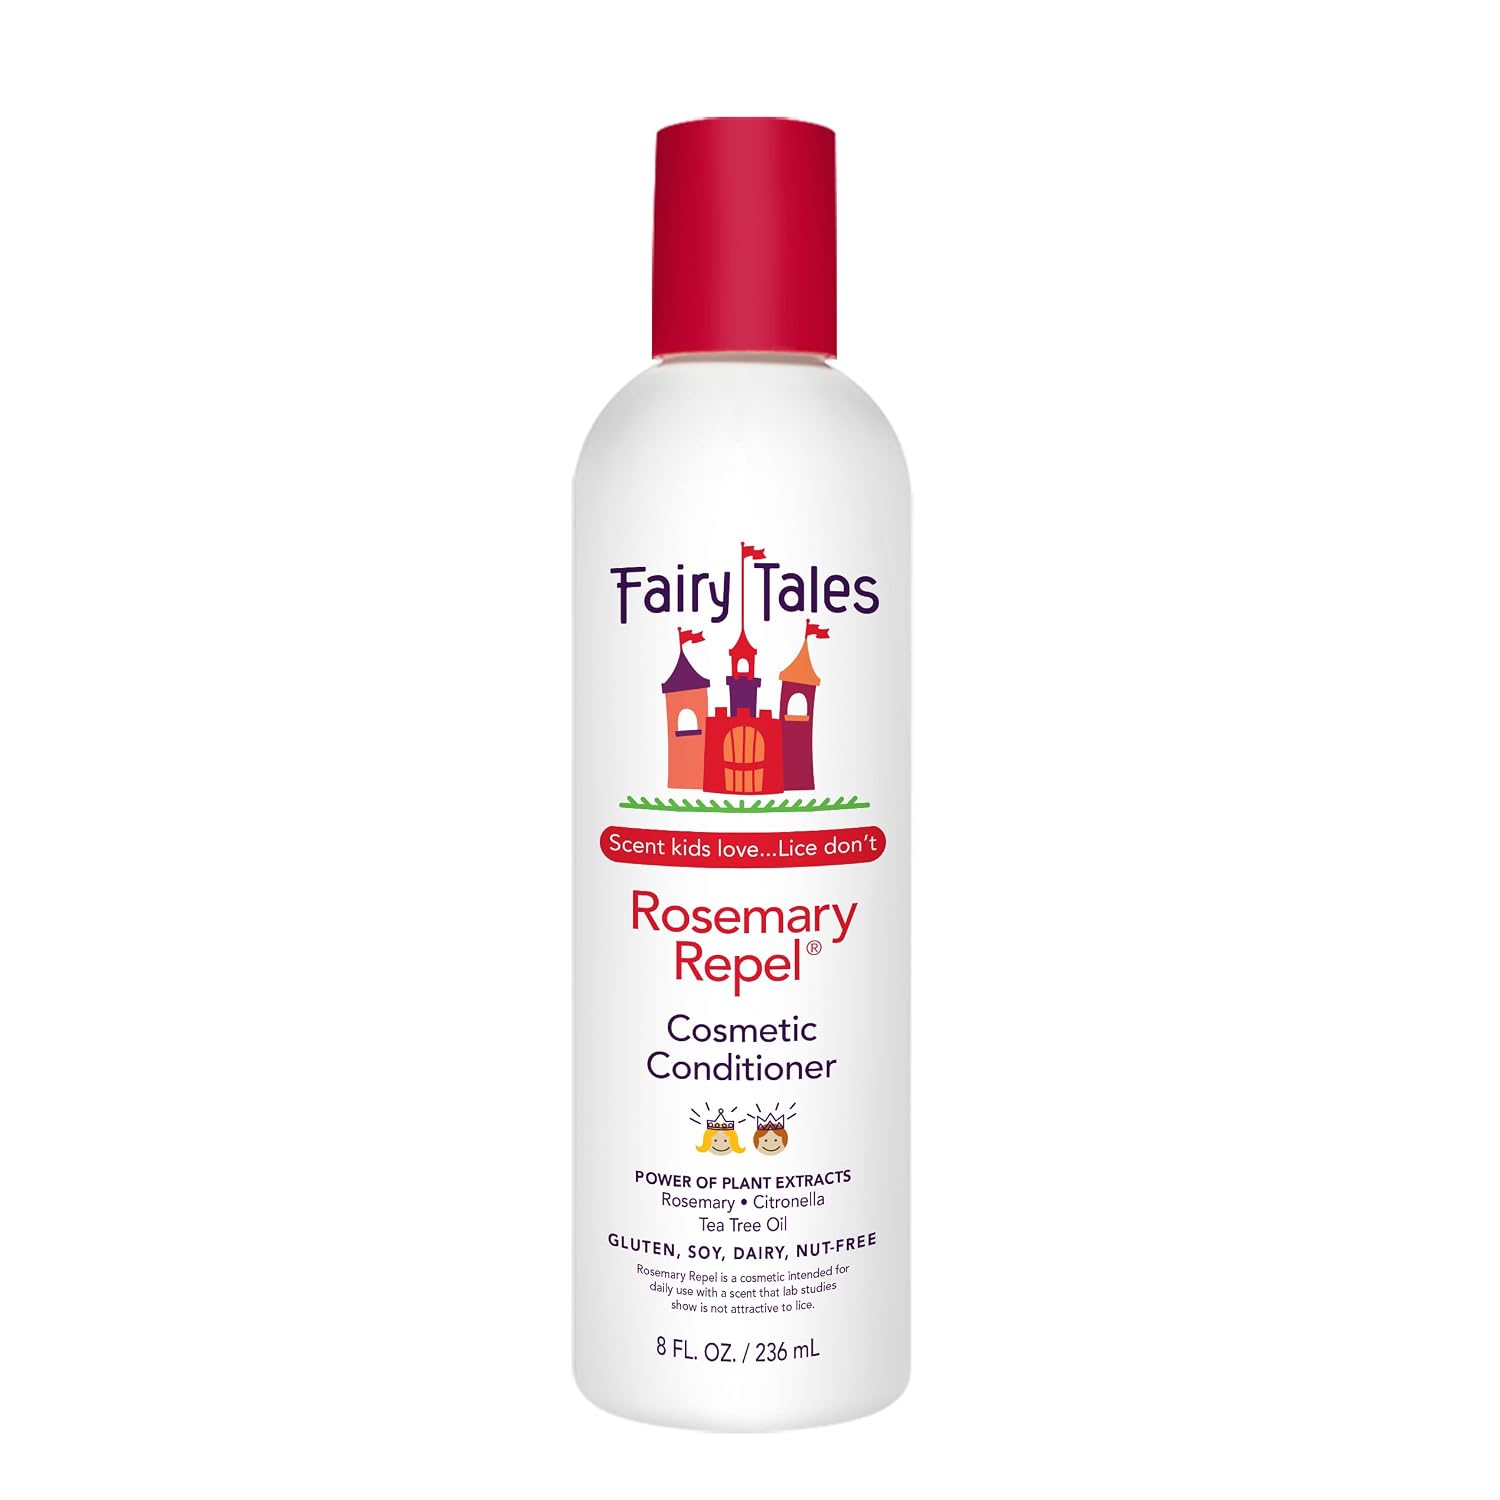 Fairy Tales
Scent kids love...Lice don't
Rosemary
Repel®
Cosmetic
Conditioner
POWER OF PLANT EXTRACTS
Rosemary • Citronella
Tea Tree Oil
GLUTEN, SOY, DAIRY, NUT-FREE
Rosemary Repel is a cosmetic intended for
daily use with a scent that lab studies
show is not attractive to lice.
8 FL. OZ. / 236 mL